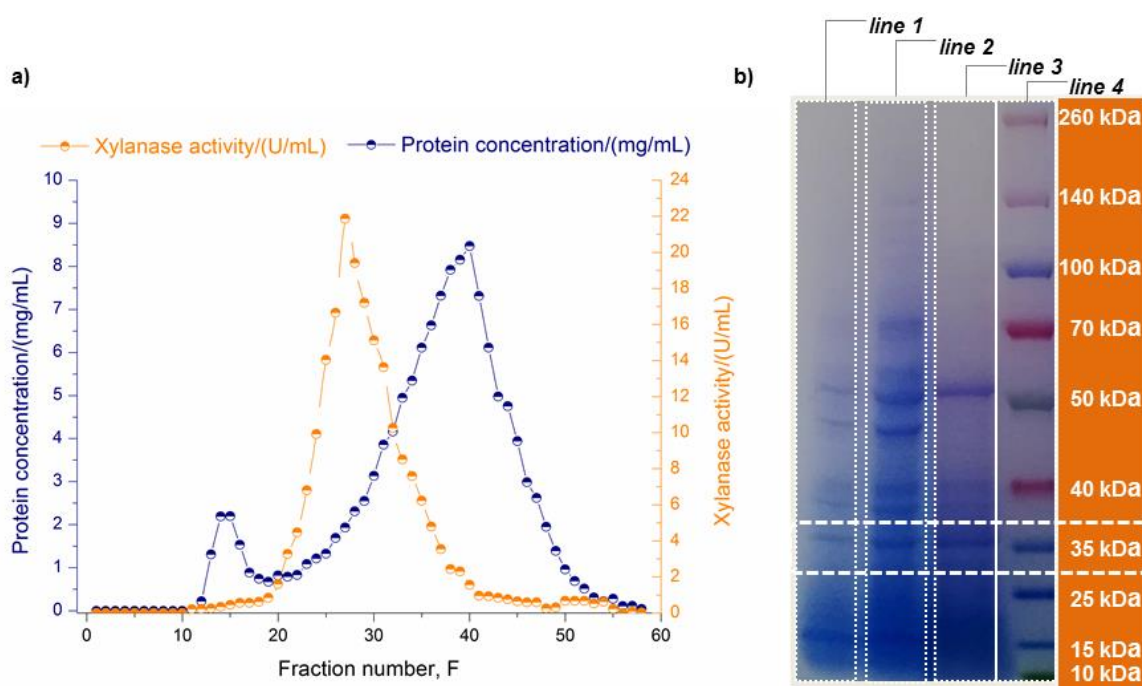 a)
Xylanase activity/(U/mL)
Protein concentration/(mg/mL)
Protein concentration/(mg/mL)
10
9
8
7
6
5
4
3
2
1
0
0
10
20
30
40
50
60
Fraction number, F
24
22
20
18
16
14
12
10
8
6
4
2
0
Xylanase activity/(U/mL)
b)
line 1
line 2
line 3
line 4
260 kDa
140 kDa
100 kDa
70 kDa
50 kDa
40 kDa
35 kDa
25 kDa
15 kDa
10 kDa